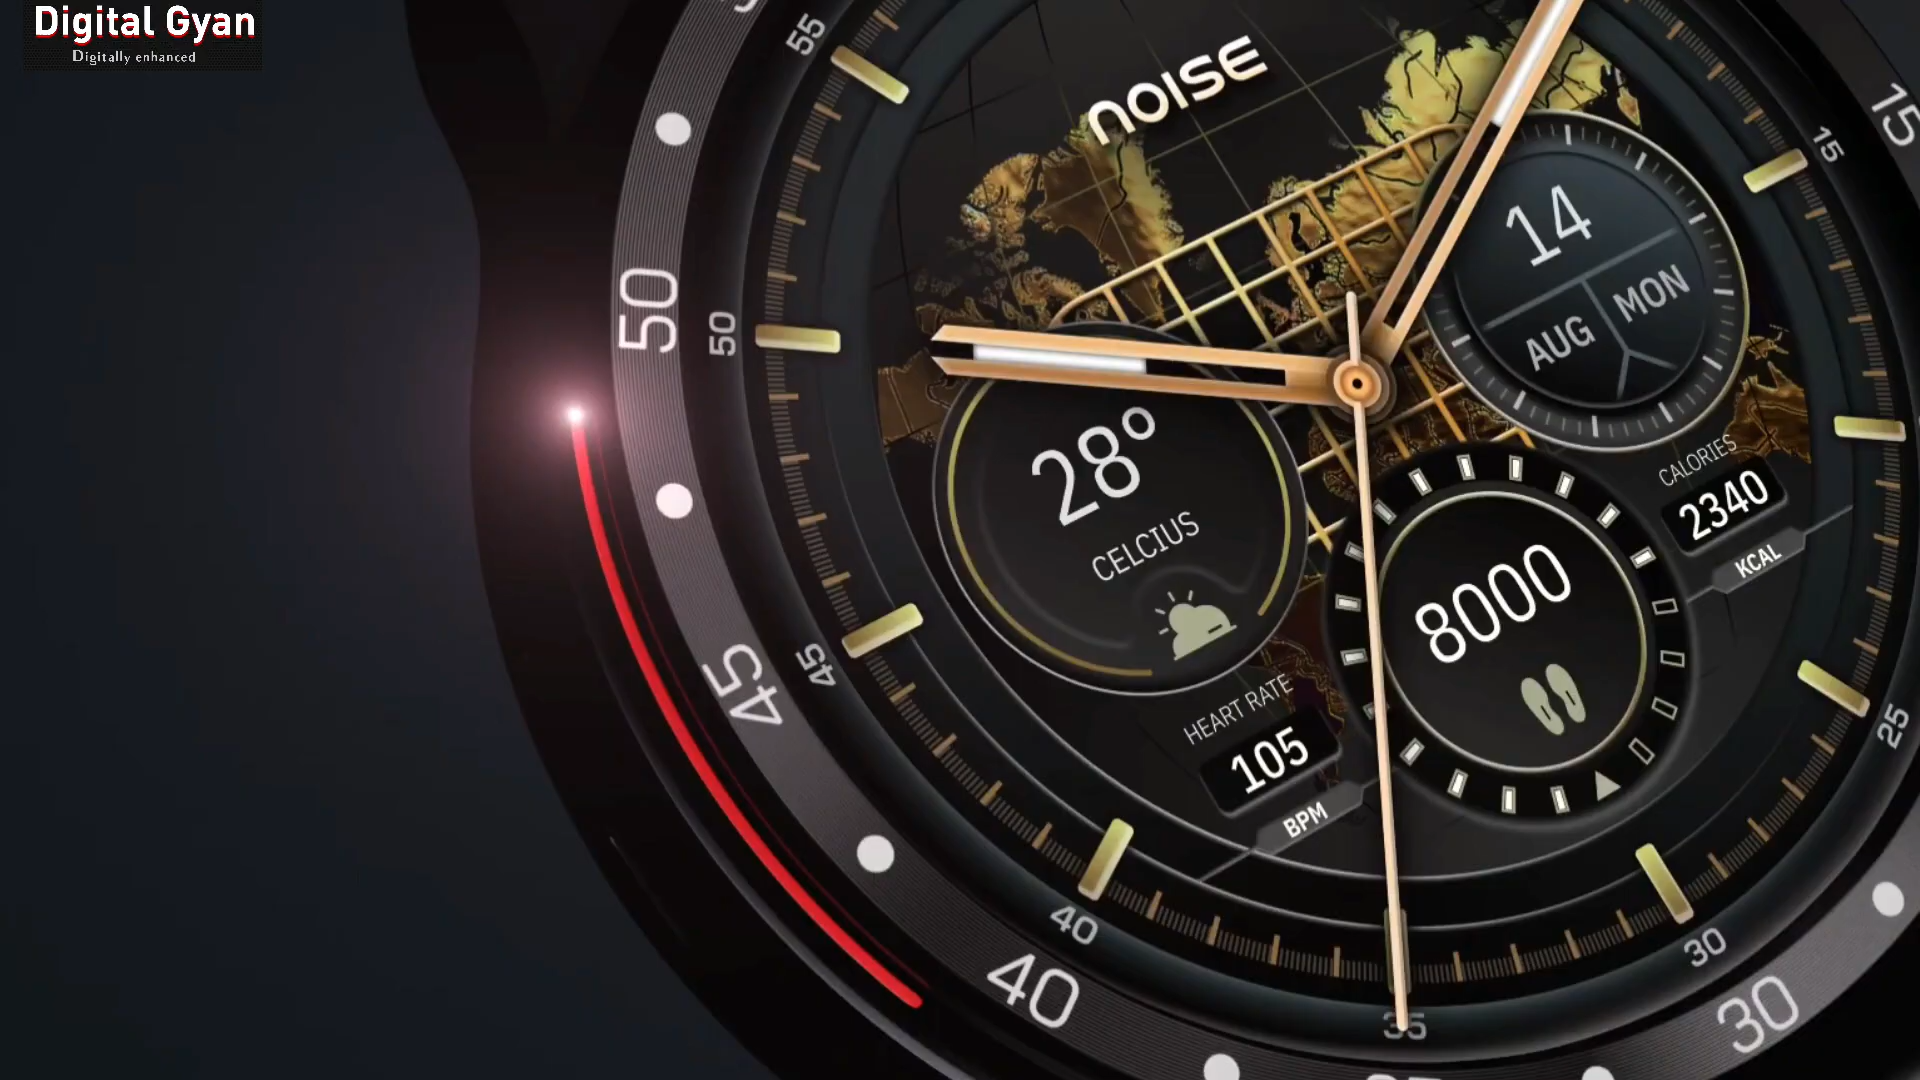 Digital Gyan
Digitally enhanced
55
NOISE
15
15
14
AUG MON
50
50
28°
CELCIUS
CALORIES
2340
KCAL
8000
45
45
HEART RATE
105
BPM
25
40
40
30
30
35